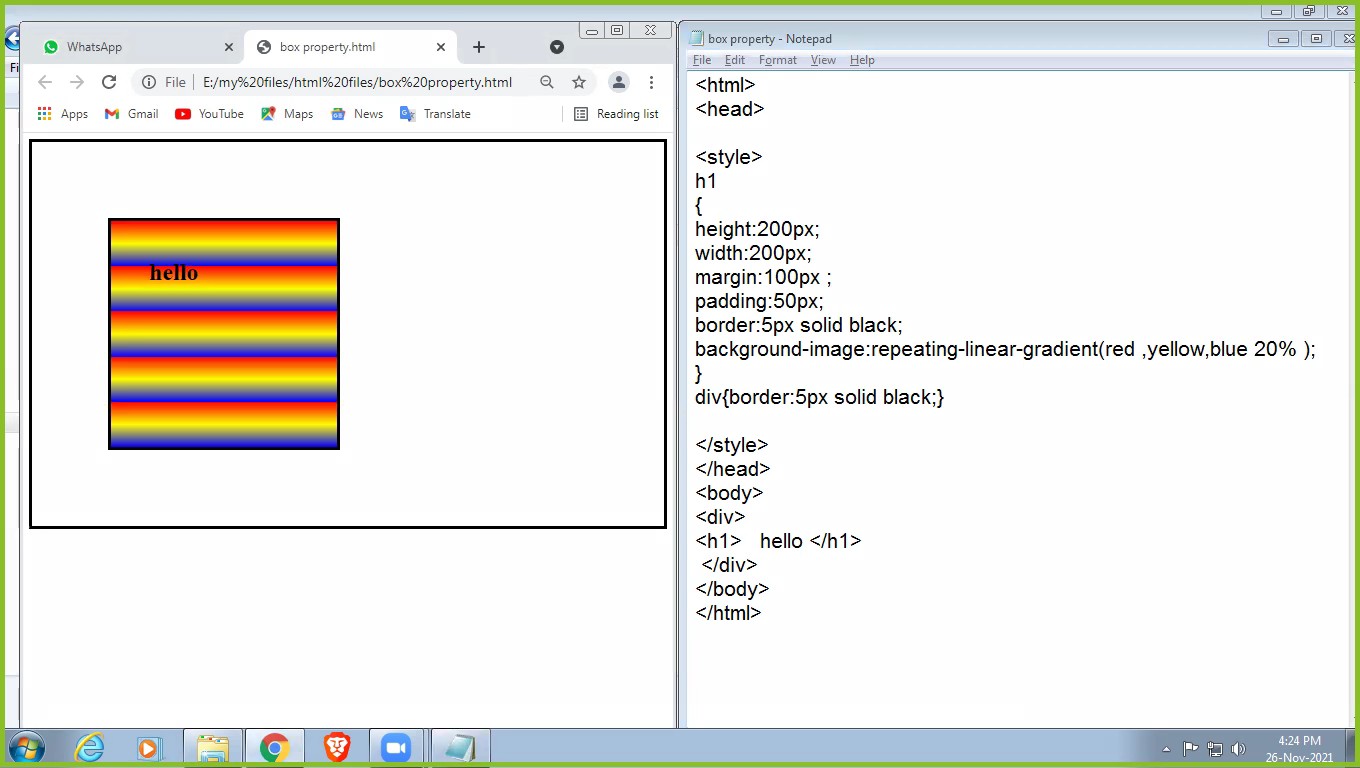 WhatsApp
box property.html
File
E:/my%20files/html%20files/box%20property.html
Apps
Gmail
YouTube
Maps
News
Translate
Reading list
hello
box property - Notepad
File Edit Format View Help
<html>
<head>
<style>
h1
{
height:200px;
width:200px;
margin:100px ;
padding:50px;
border:5px solid black;
background-image:repeating-linear-gradient(red ,yellow,blue 20% );
}
div{border:5px solid black;}
</style>
</head>
<body>
<div>
<h1>   hello </h1>
</div>
</body>
</html>
4:24 PM
26-Nov-2021